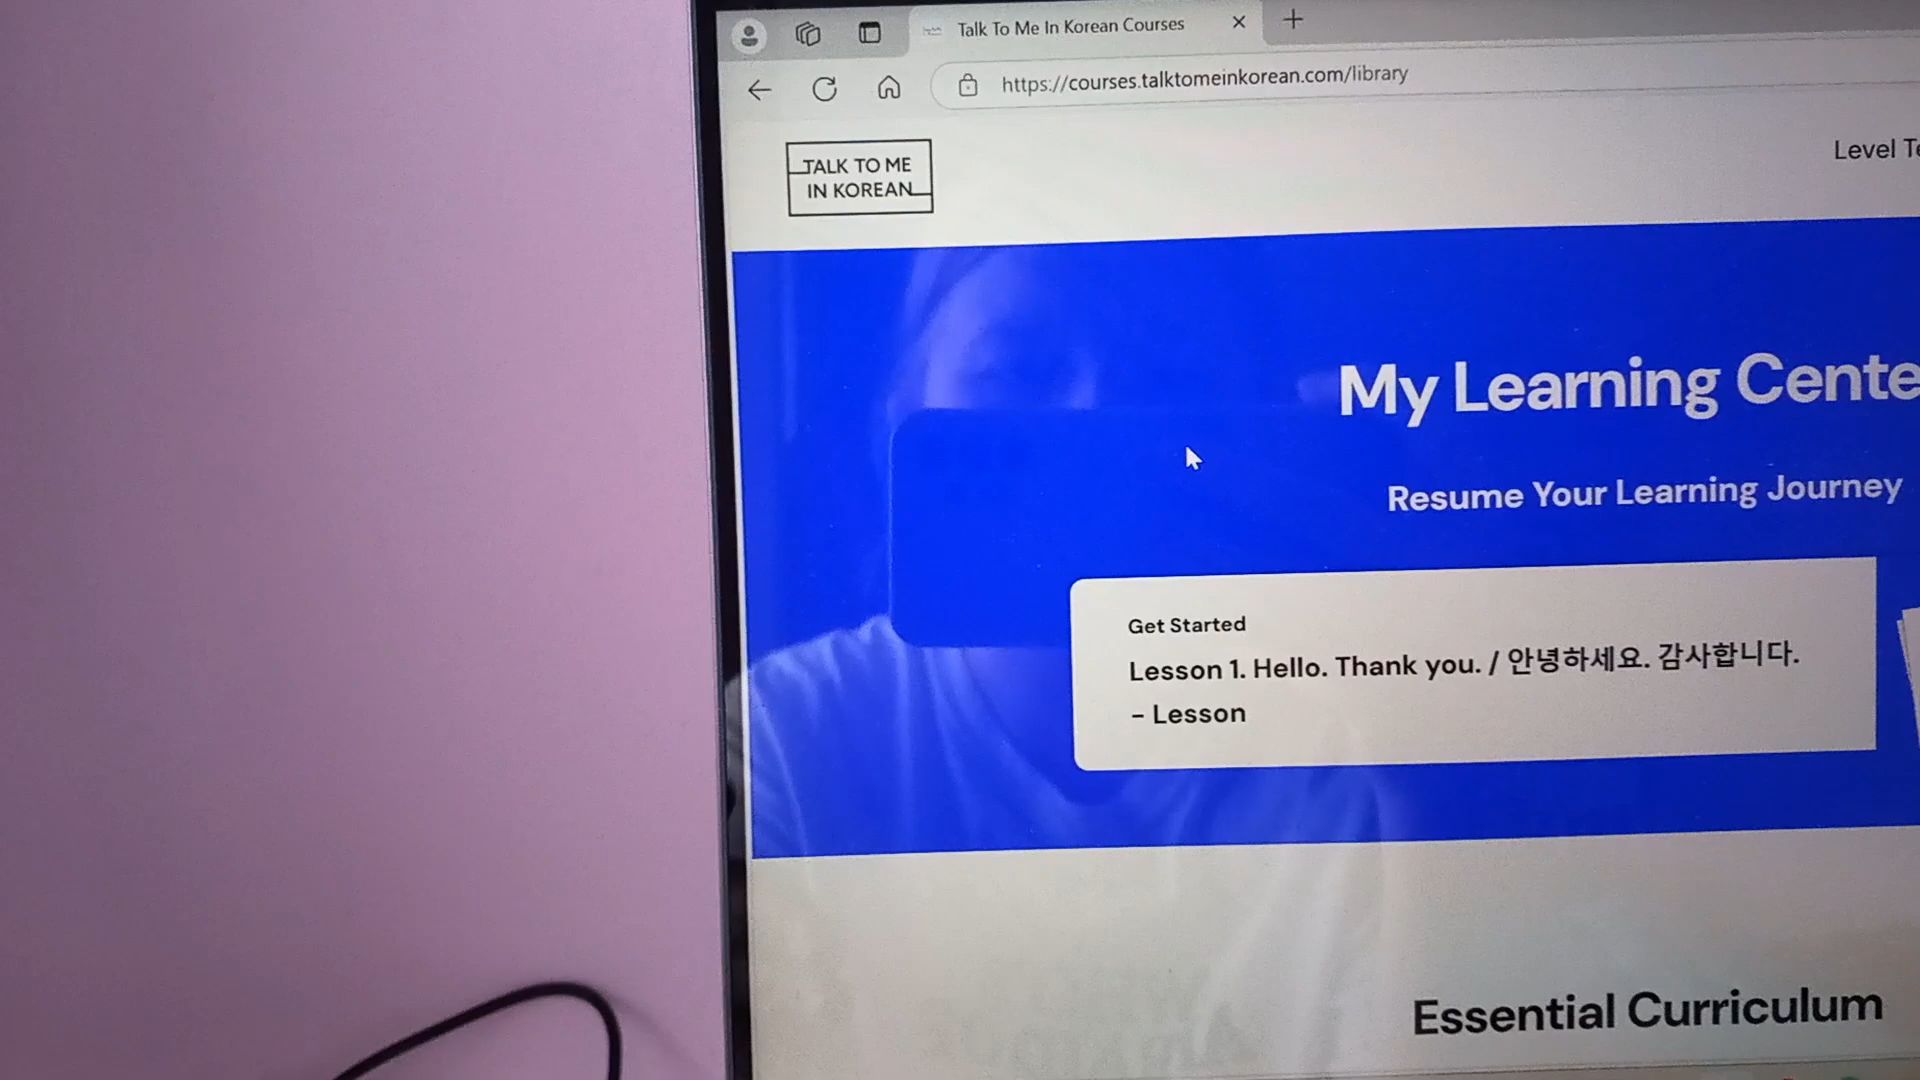 Talk To Me In Korean Courses
https://courses.talktomeinkorean.com/library
TALK TO ME
IN KOREAN
Level
My Learning
Resume Your Learning Journey
Get Started
Lesson 1. Hello. Thank you. / 안녕하세요. 감사합니다.
– Lesson
Essential Curriculum